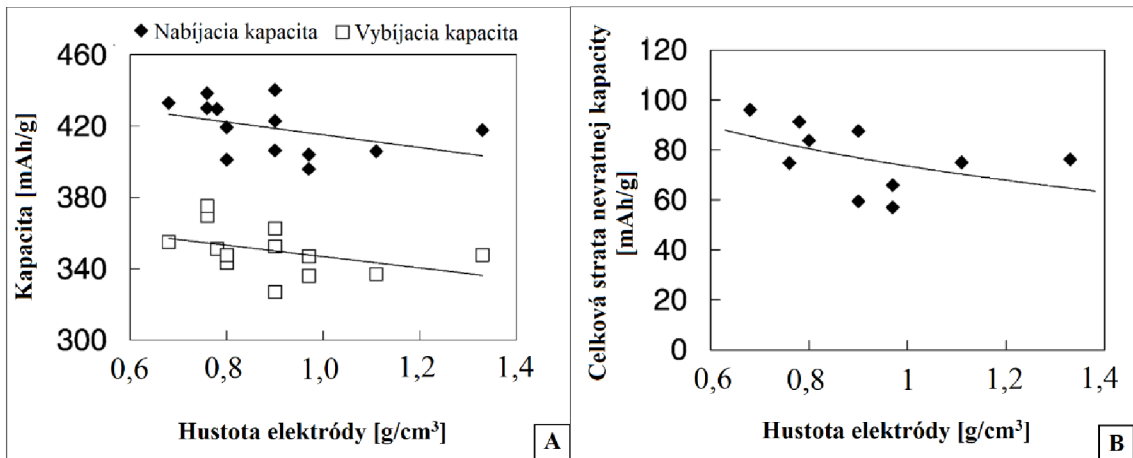 ◆ Nabíjacia kapacita □ Vybíjacia kapacita
460
420
380
340
300
0,6 0,8 1,0 1,2 1,4
Kapacita [mAh/g]
Hustota elektródy [g/cm³]
A
120
100
80
60
40
20
0
0,6 0,8 1 1,2 1,4
Celková strata nevratnej kapacity
[mAh/g]
Hustota elektródy [g/cm³]
B